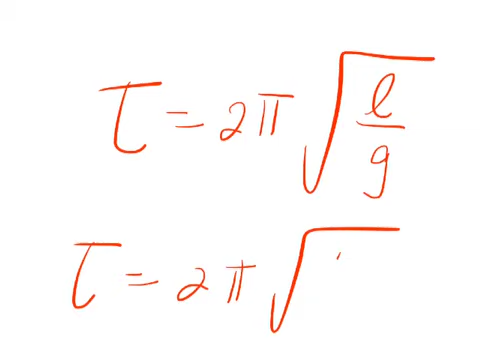 T = 2π √(l/g)
T = 2π √